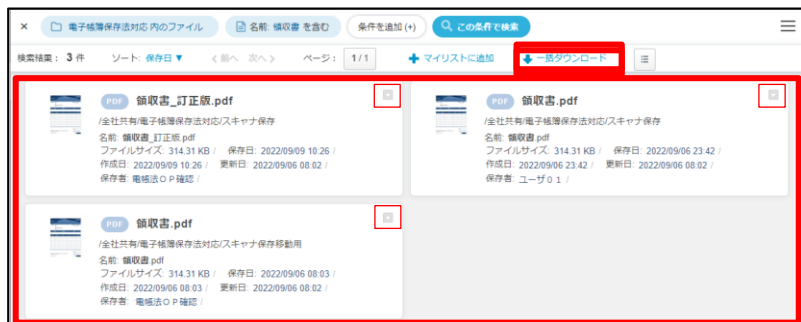 × 電子帳簿保存法対応 内のファイル 名前: 領収書 を含む 条件を追加 (+) この条件で検索
検索結果： 3 件 ソート: 保存日▼ < 前へ 次へ > ページ： 1 / 1 マイリストに追加 一括ダウンロード
PDF 領収書_訂正版.pdf
/全社共有/電子帳簿保存法対応/スキャナ保存
名前: 領収書_訂正版.pdf
ファイルサイズ: 314.31 KB / 保存日: 2022/09/09 10:26 /
作成日: 2022/09/09 10:26 / 更新日: 2022/09/06 08:02 /
保存者: 電帳法ＯＰ確認 /
PDF 領収書.pdf
/全社共有/電子帳簿保存法対応/スキャナ保存
名前: 領収書.pdf
ファイルサイズ: 314.31 KB / 保存日: 2022/09/06 23:42 /
作成日: 2022/09/06 23:42 / 更新日: 2022/09/06 08:02 /
保存者: ユーザ０１ /
PDF 領収書.pdf
/全社共有/電子帳簿保存法対応/スキャナ保存移動用
名前: 領収書.pdf
ファイルサイズ: 314.31 KB / 保存日: 2022/09/06 08:03 /
作成日: 2022/09/06 08:03 / 更新日: 2022/09/06 08:02 /
保存者: 電帳法ＯＰ確認 /